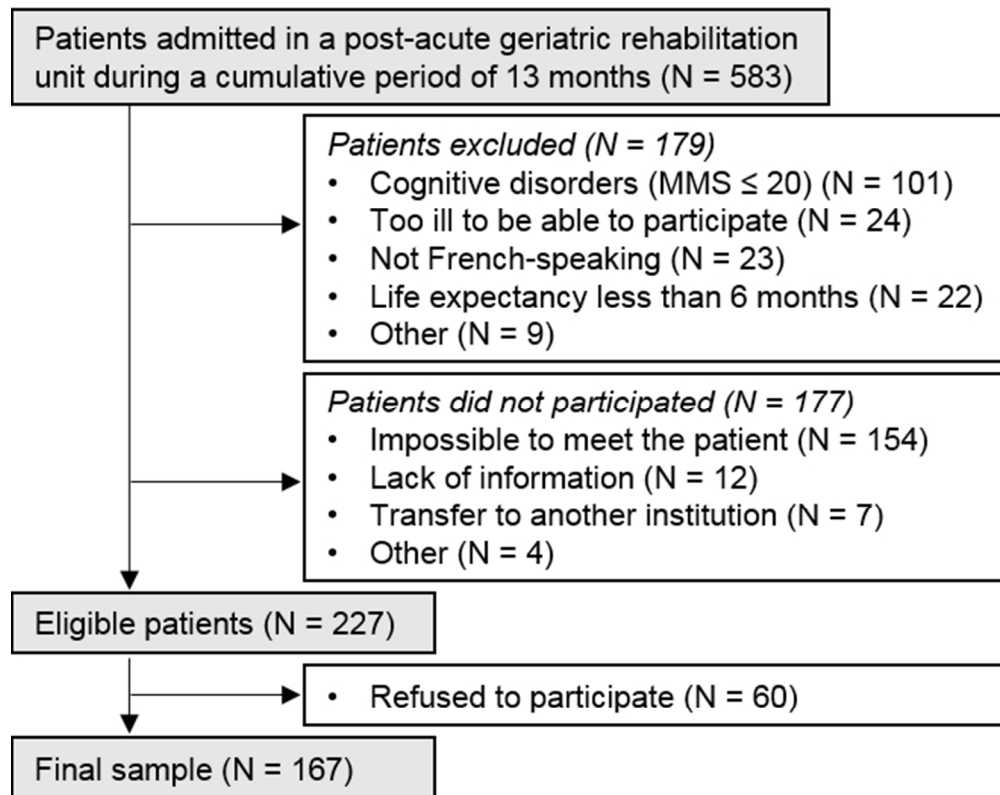 Patients admitted in a post-acute geriatric rehabilitation
unit during a cumulative period of 13 months (N = 583)
Patients excluded (N = 179)
• Cognitive disorders (MMS ≤ 20) (N = 101)
• Too ill to be able to participate (N = 24)
• Not French-speaking (N = 23)
• Life expectancy less than 6 months (N = 22)
• Other (N = 9)
Patients did not participated (N = 177)
• Impossible to meet the patient (N = 154)
• Lack of information (N = 12)
• Transfer to another institution (N = 7)
• Other (N = 4)
Eligible patients (N = 227)
• Refused to participate (N = 60)
Final sample (N = 167)